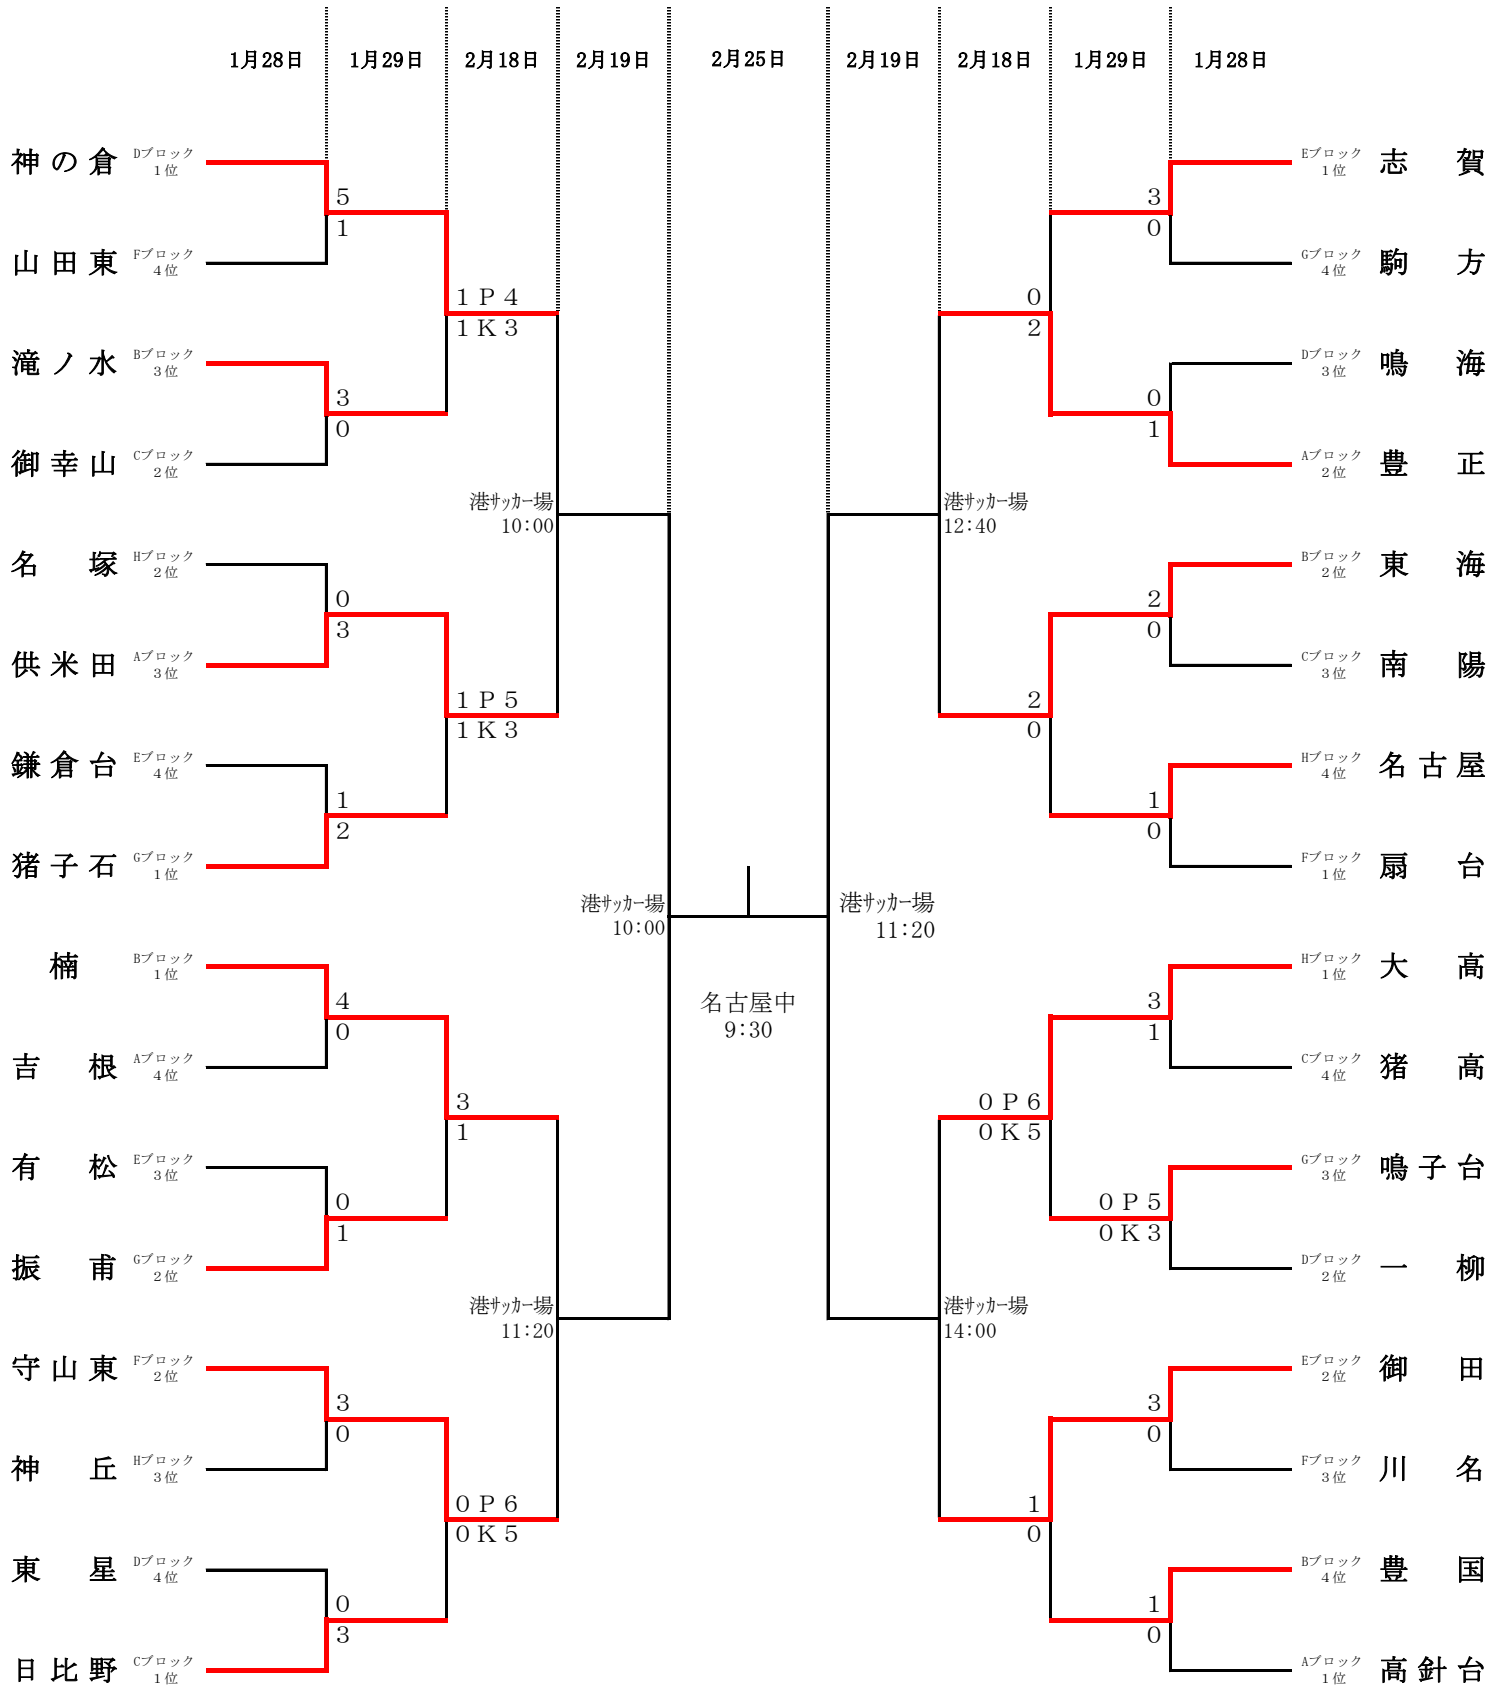 1月28日 1月29日 2月18日 2月19日 2月25日 2月19日 2月18日 1月29日 1月28日
神の倉 Dブロック 1位
5
1
山田東 Fブロック 4位
1P4
1K3
滝ノ水 Bブロック 3位
3
0
御幸山 Cブロック 2位
港サッカー場
10:00
名塚 Hブロック 2位
0
3
供米田 Aブロック 3位
1P5
1K3
鎌倉台 Eブロック 4位
1
2
猪子石 Gブロック 1位
港サッカー場
10:00
楠 Bブロック 1位
4
0
吉根 Aブロック 4位
3
1
有松 Eブロック 3位
0
1
振甫 Gブロック 2位
港サッカー場
11:20
守山東 Fブロック 2位
3
0
神丘 Hブロック 3位
0P6
0K5
東星 Dブロック 4位
0
3
日比野 Cブロック 1位
名古屋中
9:30
Eブロック 1位 志賀
3
0
Gブロック 4位 駒方
0
2
Dブロック 3位 鳴海
0
1
Aブロック 2位 豊正
港サッカー場
12:40
Bブロック 2位 東海
2
0
Cブロック 3位 南陽
2
0
Hブロック 4位 名古屋
1
0
Fブロック 1位 扇台
港サッカー場
11:20
Hブロック 1位 大高
3
1
Cブロック 4位 猪高
0P6
0K5
Gブロック 3位 鳴子台
0P5
0K3
Dブロック 2位 一柳
港サッカー場
14:00
Eブロック 2位 御田
3
0
Fブロック 3位 川名
1
0
Bブロック 4位 豊国
1
0
Aブロック 1位 高針台